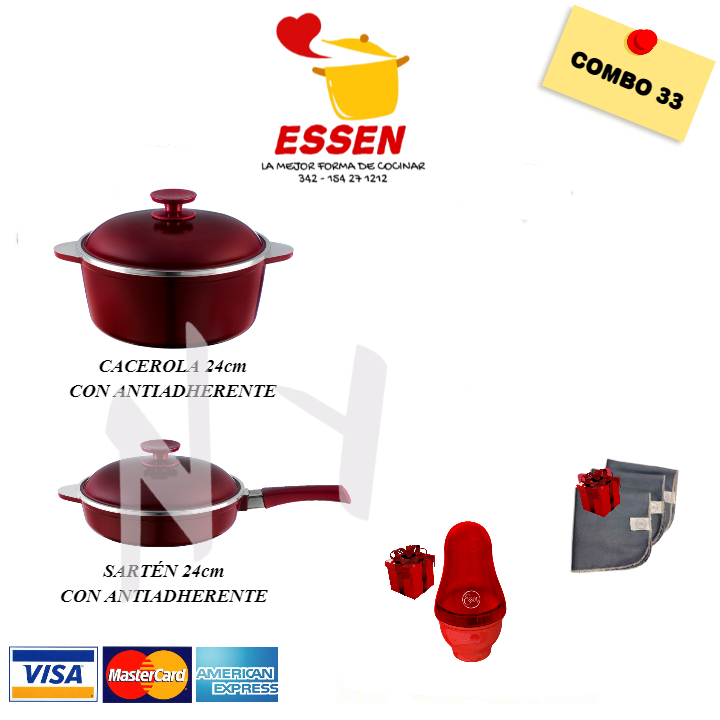 COMBO 33
ESSEN
LA MEJOR FORMA DE COCINAR
342 - 154 27 1212
CACEROLA 24cm
CON ANTIADHERENTE
NY
SARTÉN 24cm
CON ANTIADHERENTE
VISA
MasterCard
AMERICAN
EXPRESS